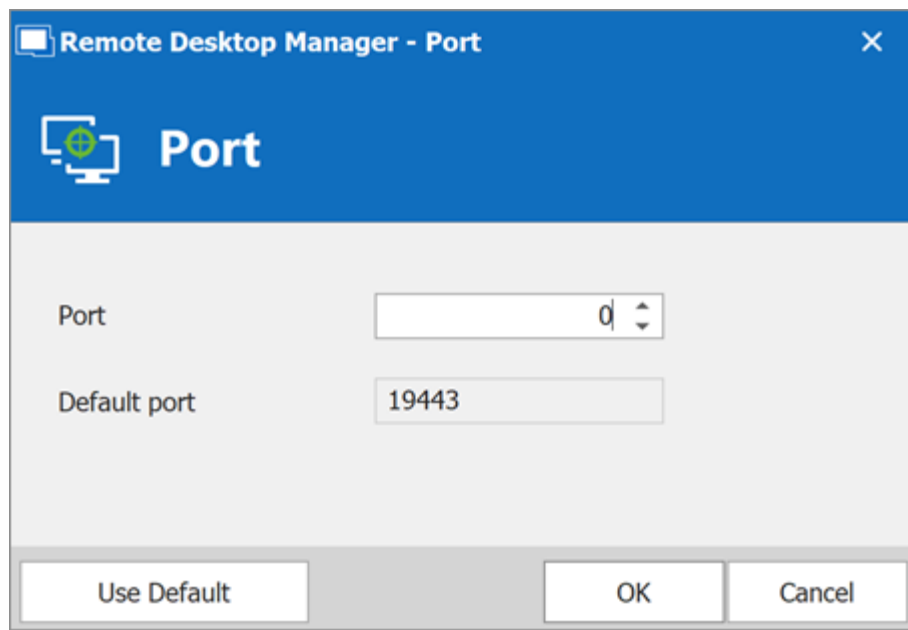 Remote Desktop Manager - Port
Port
Port 0
Default port 19443
Use Default OK Cancel